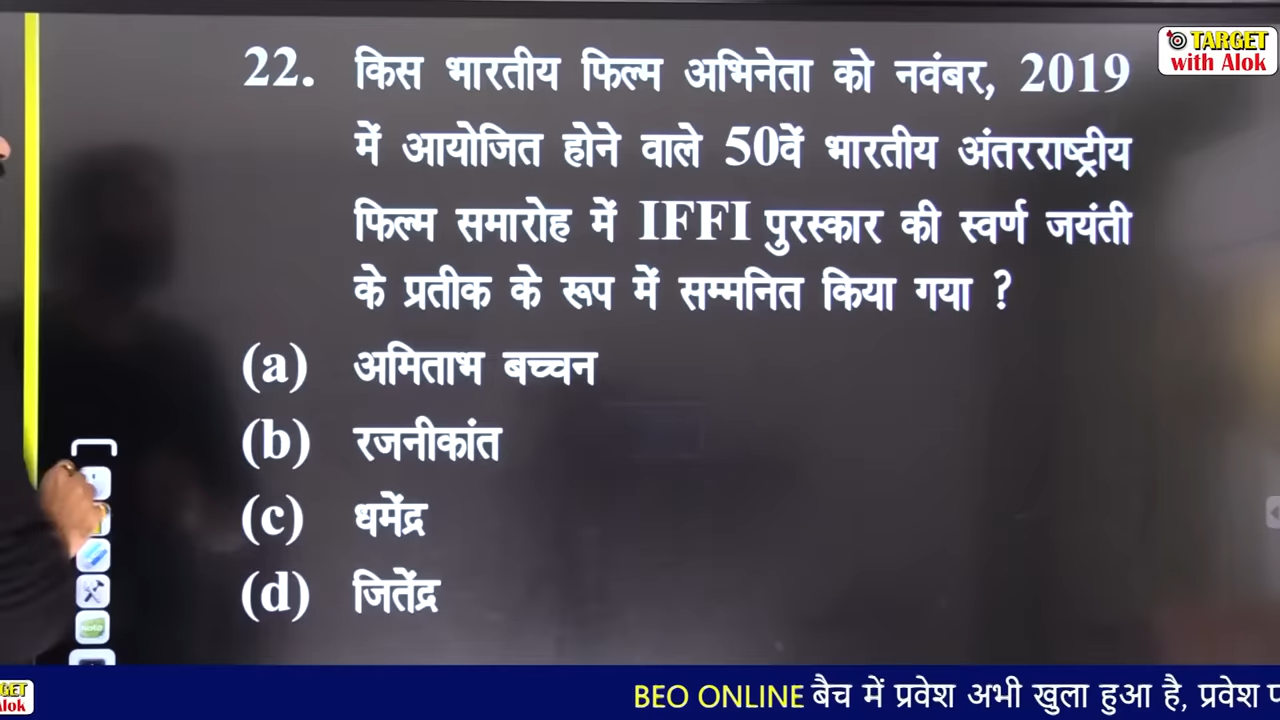 TARGET
with Alok
22. किस भारतीय फिल्म अभिनेता को नवंबर, 2019
में आयोजित होने वाले 50वें भारतीय अंतरराष्ट्रीय
फिल्म समारोह में IFFI पुरस्कार की स्वर्ण जयंती
के प्रतीक के रूप में सम्मनित किया गया ?
(a) अमिताभ बच्चन
(b) रजनीकांत
(c) धमेंद्र
(d) जितेंद्र
BEO ONLINE बैच में प्रवेश अभी खुला हुआ है, प्रवेश